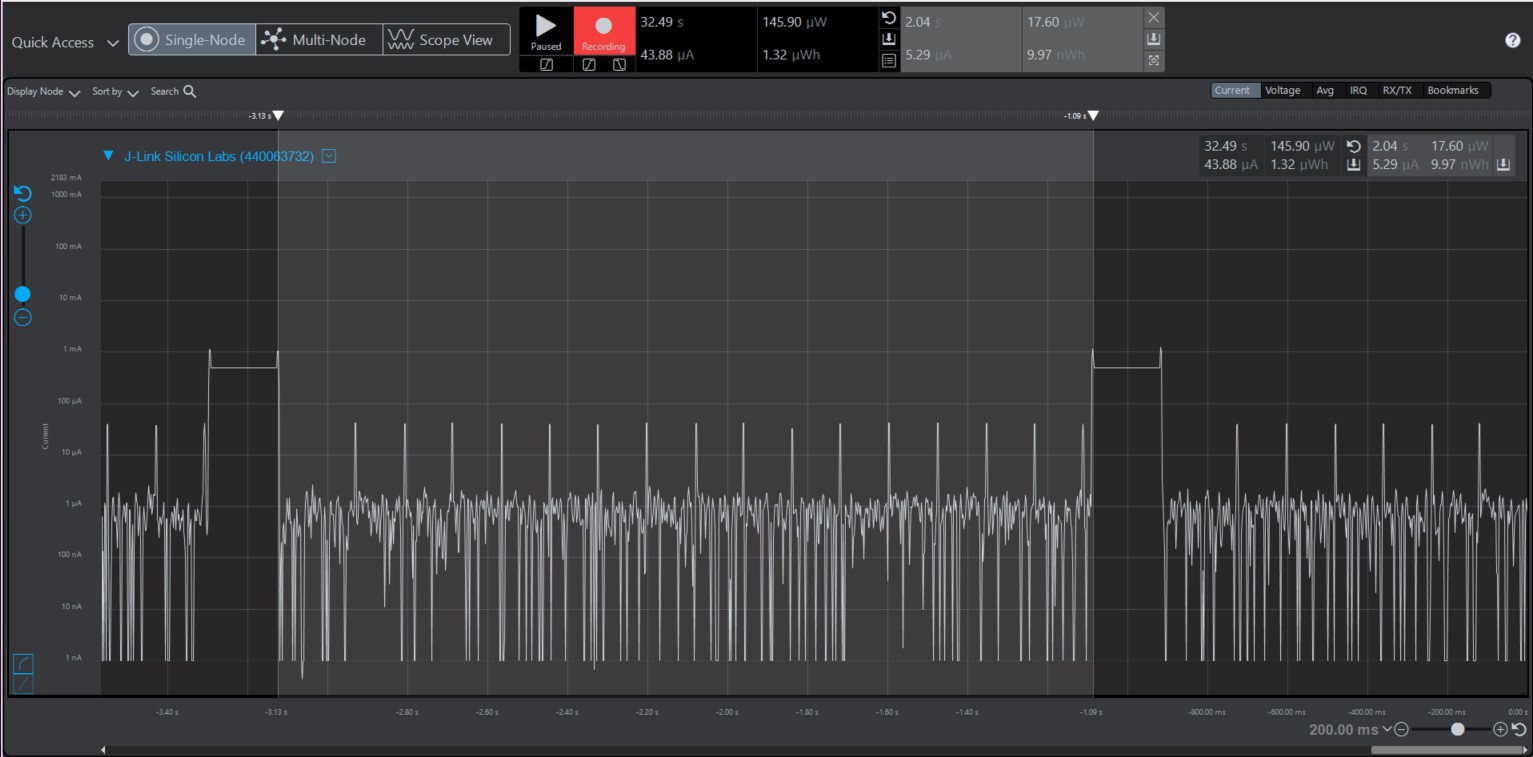 Quick Access
Single-Node
Multi-Node
Scope View
Paused
Recording
32.49 s
43.88 µA
145.90 µW
1.32 µWh
2.04 s
5.29 µA
17.60 µW
9.97 nWh
Display Node
Sort by
Search
Current
Voltage
Avg
IRQ
RX/TX
Bookmarks
-3.13 s
-1.09 s
J-Link Silicon Labs (440063732)
32.49 s 145.90 µW
43.88 µA 1.32 µWh
2.04 s 17.60 µW
5.29 µA 9.97 nWh
2183 mA
1000 mA
100 mA
10 mA
1 mA
100 µA
Current
10 µA
1 µA
100 nA
10 nA
1 nA
-3.40 s -3.13 s -2.80 s -2.60 s -2.40 s -2.20 s -2.00 s -1.80 s -1.60 s -1.40 s -1.09 s -800.00 ms -600.00 ms -400.00 ms -200.00 ms 0.00 s
200.00 ms